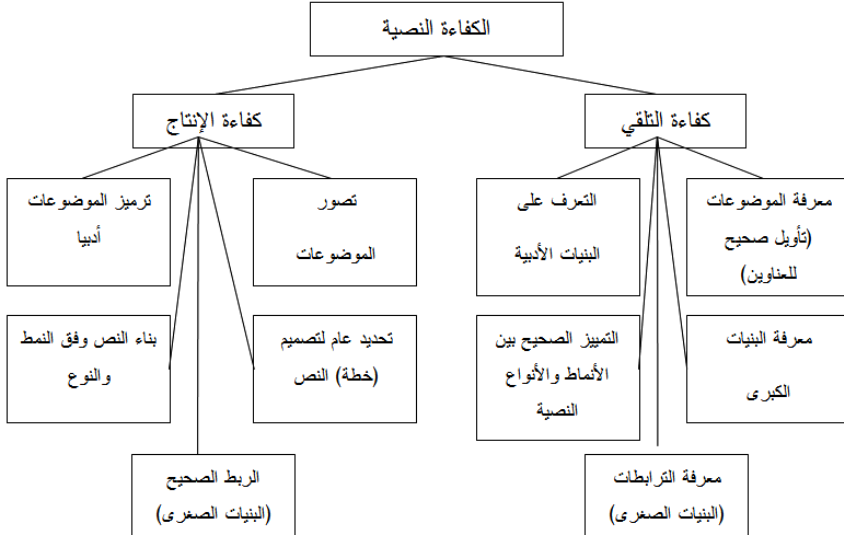 الكفاءة النصية
كفاءة التلقي
كفاءة الإنتاج
معرفة الموضوعات
(تأويل صحيح
للعناوين)
التعرف على
البنيات الأدبية
تصور
الموضوعات
ترميز الموضوعات
أدبيا
معرفة البنيات
الكبرى
التمييز الصحيح بين
الأنماط والأنواع
النصية
تحديد عام لتصميم
(خطة) النص
بناء النص وفق النمط
والنوع
معرفة الترابطات
(البنيات الصغرى)
الربط الصحيح
(البنيات الصغرى)